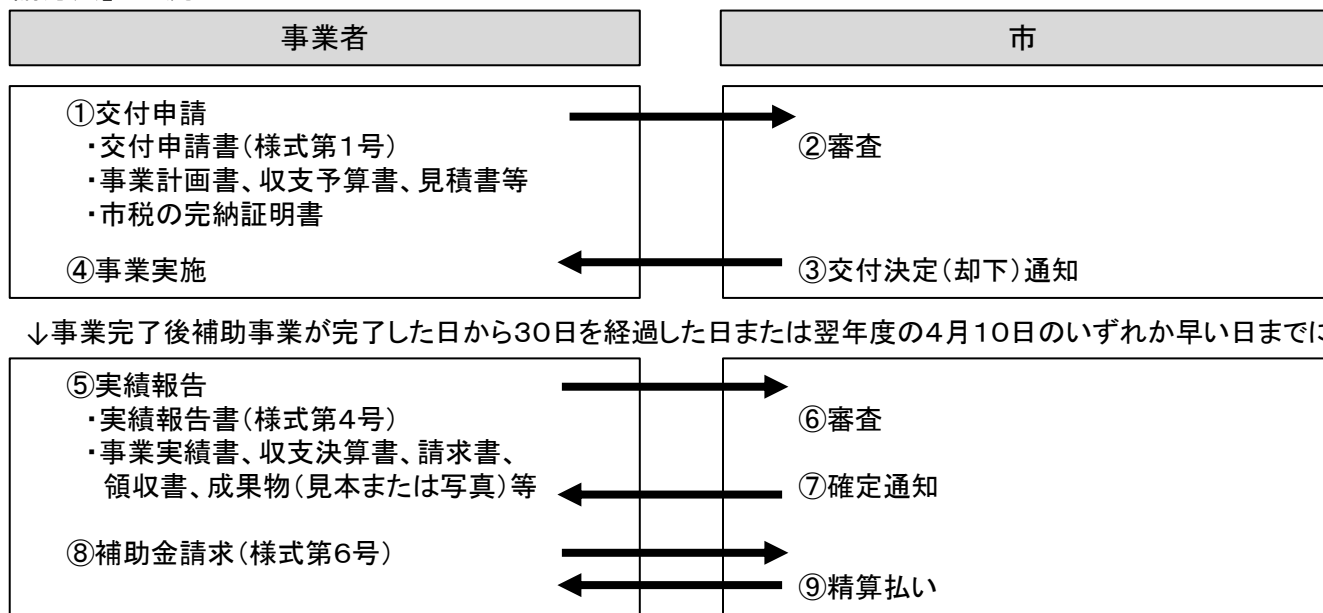 事業者
市
①交付申請
・交付申請書(様式第1号)
・事業計画書、収支予算書、見積書等
・市税の完納証明書
②審査
③交付決定(却下)通知
④事業実施
↓事業完了後補助事業が完了した日から30日を経過した日または翌年度の4月10日のいずれか早い日までに
⑤実績報告
・実績報告書(様式第4号)
・事業実績書、収支決算書、請求書、
領収書、成果物(見本または写真)等
⑥審査
⑦確定通知
⑧補助金請求(様式第6号)
⑨精算払い